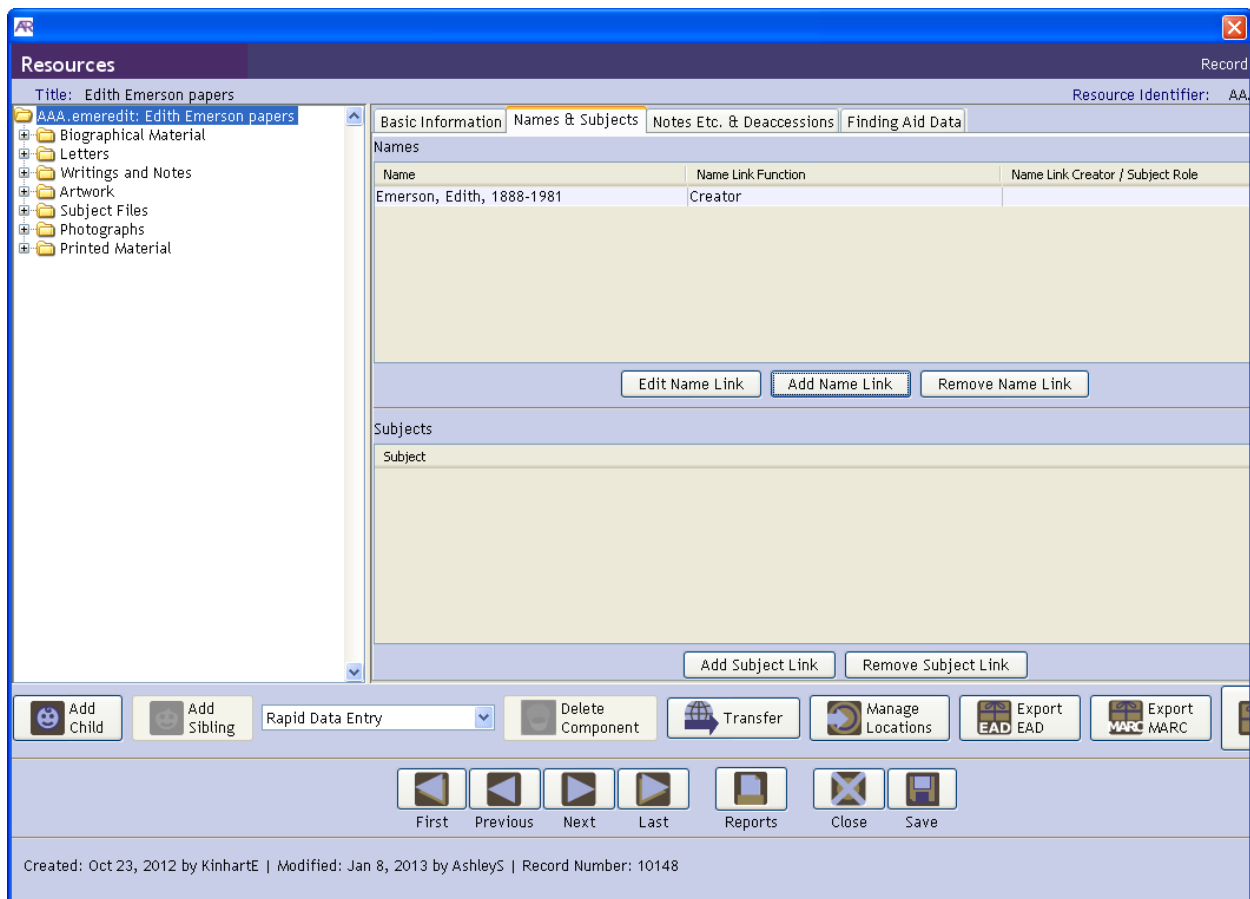 AR
Resources
Record
Title: Edith Emerson papers
Resource Identifier: AA.
AAA.emeredit: Edith Emerson papers
Biographical Material
Letters
Writings and Notes
Artwork
Subject Files
Photographs
Printed Material
Basic Information
Names & Subjects
Notes Etc. & Deaccessions
Finding Aid Data
Names
Name
Name Link Function
Name Link Creator / Subject Role
Emerson, Edith, 1888-1981
Creator
Edit Name Link
Add Name Link
Remove Name Link
Subjects
Subject
Add Subject Link
Remove Subject Link
Add
Child
Add
Sibling
Rapid Data Entry
Delete
Component
Transfer
Manage
Locations
Export
EAD EAD
Export
MARC MARC
First
Previous
Next
Last
Reports
Close
Save
Created: Oct 23, 2012 by KinhartE | Modified: Jan 8, 2013 by AshleyS | Record Number: 10148